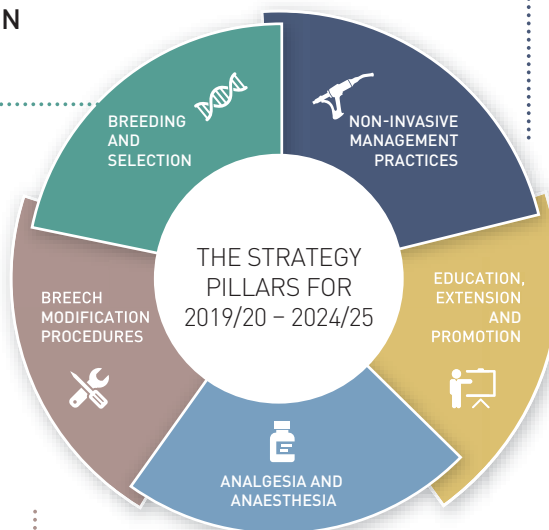 N
BREEDING
AND
SELECTION
NON-INVASIVE
MANAGEMENT
PRACTICES
THE STRATEGY
PILLARS FOR
2019/20 – 2024/25
BREECH
MODIFICATION
PROCEDURES
EDUCATION,
EXTENSION
AND
PROMOTION
ANALGESIA AND
ANAESTHESIA